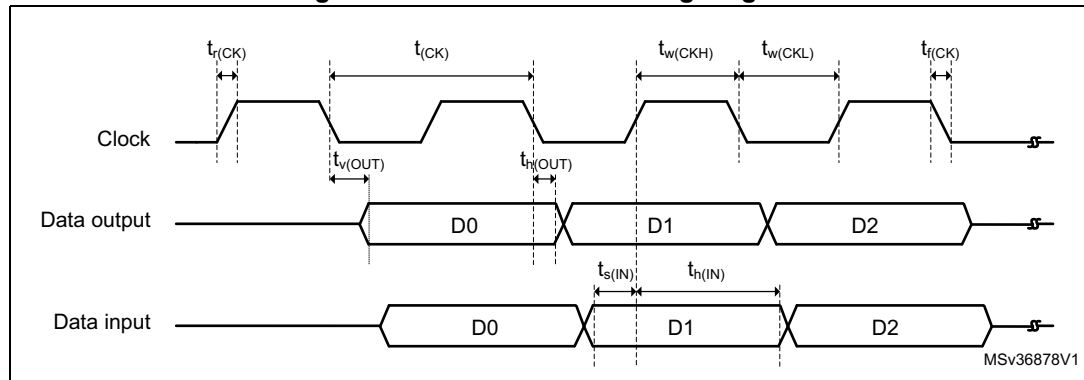 tr(CK) t(CK) tw(CKH) tw(CKL) tf(CK)
Clock
tv(OUT) th(OUT)
Data output D0 D1 D2
ts(IN) th(IN)
Data input D0 D1 D2
MSv36878V1